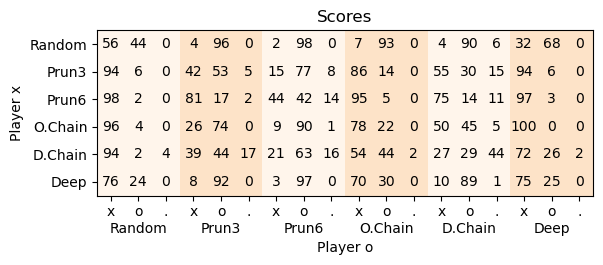 Scores
Random 56 44 0 4 96 0 2 98 0 7 93 0 4 90 6 32 68 0
Prun3 94 6 0 42 53 5 15 77 8 86 14 0 55 30 15 94 6 0
Prun6 98 2 0 81 17 2 44 42 14 95 5 0 75 14 11 97 3 0
O.Chain 96 4 0 26 74 0 9 90 1 78 22 0 50 45 5 100 0 0
D.Chain 94 2 4 39 44 17 21 63 16 54 44 2 27 29 44 72 26 2
Deep 76 24 0 8 92 0 3 97 0 70 30 0 10 89 1 75 25 0
x o . x o . x o . x o . x o . x o .
Random Prun3 Prun6 O.Chain D.Chain Deep
Player o
Player x